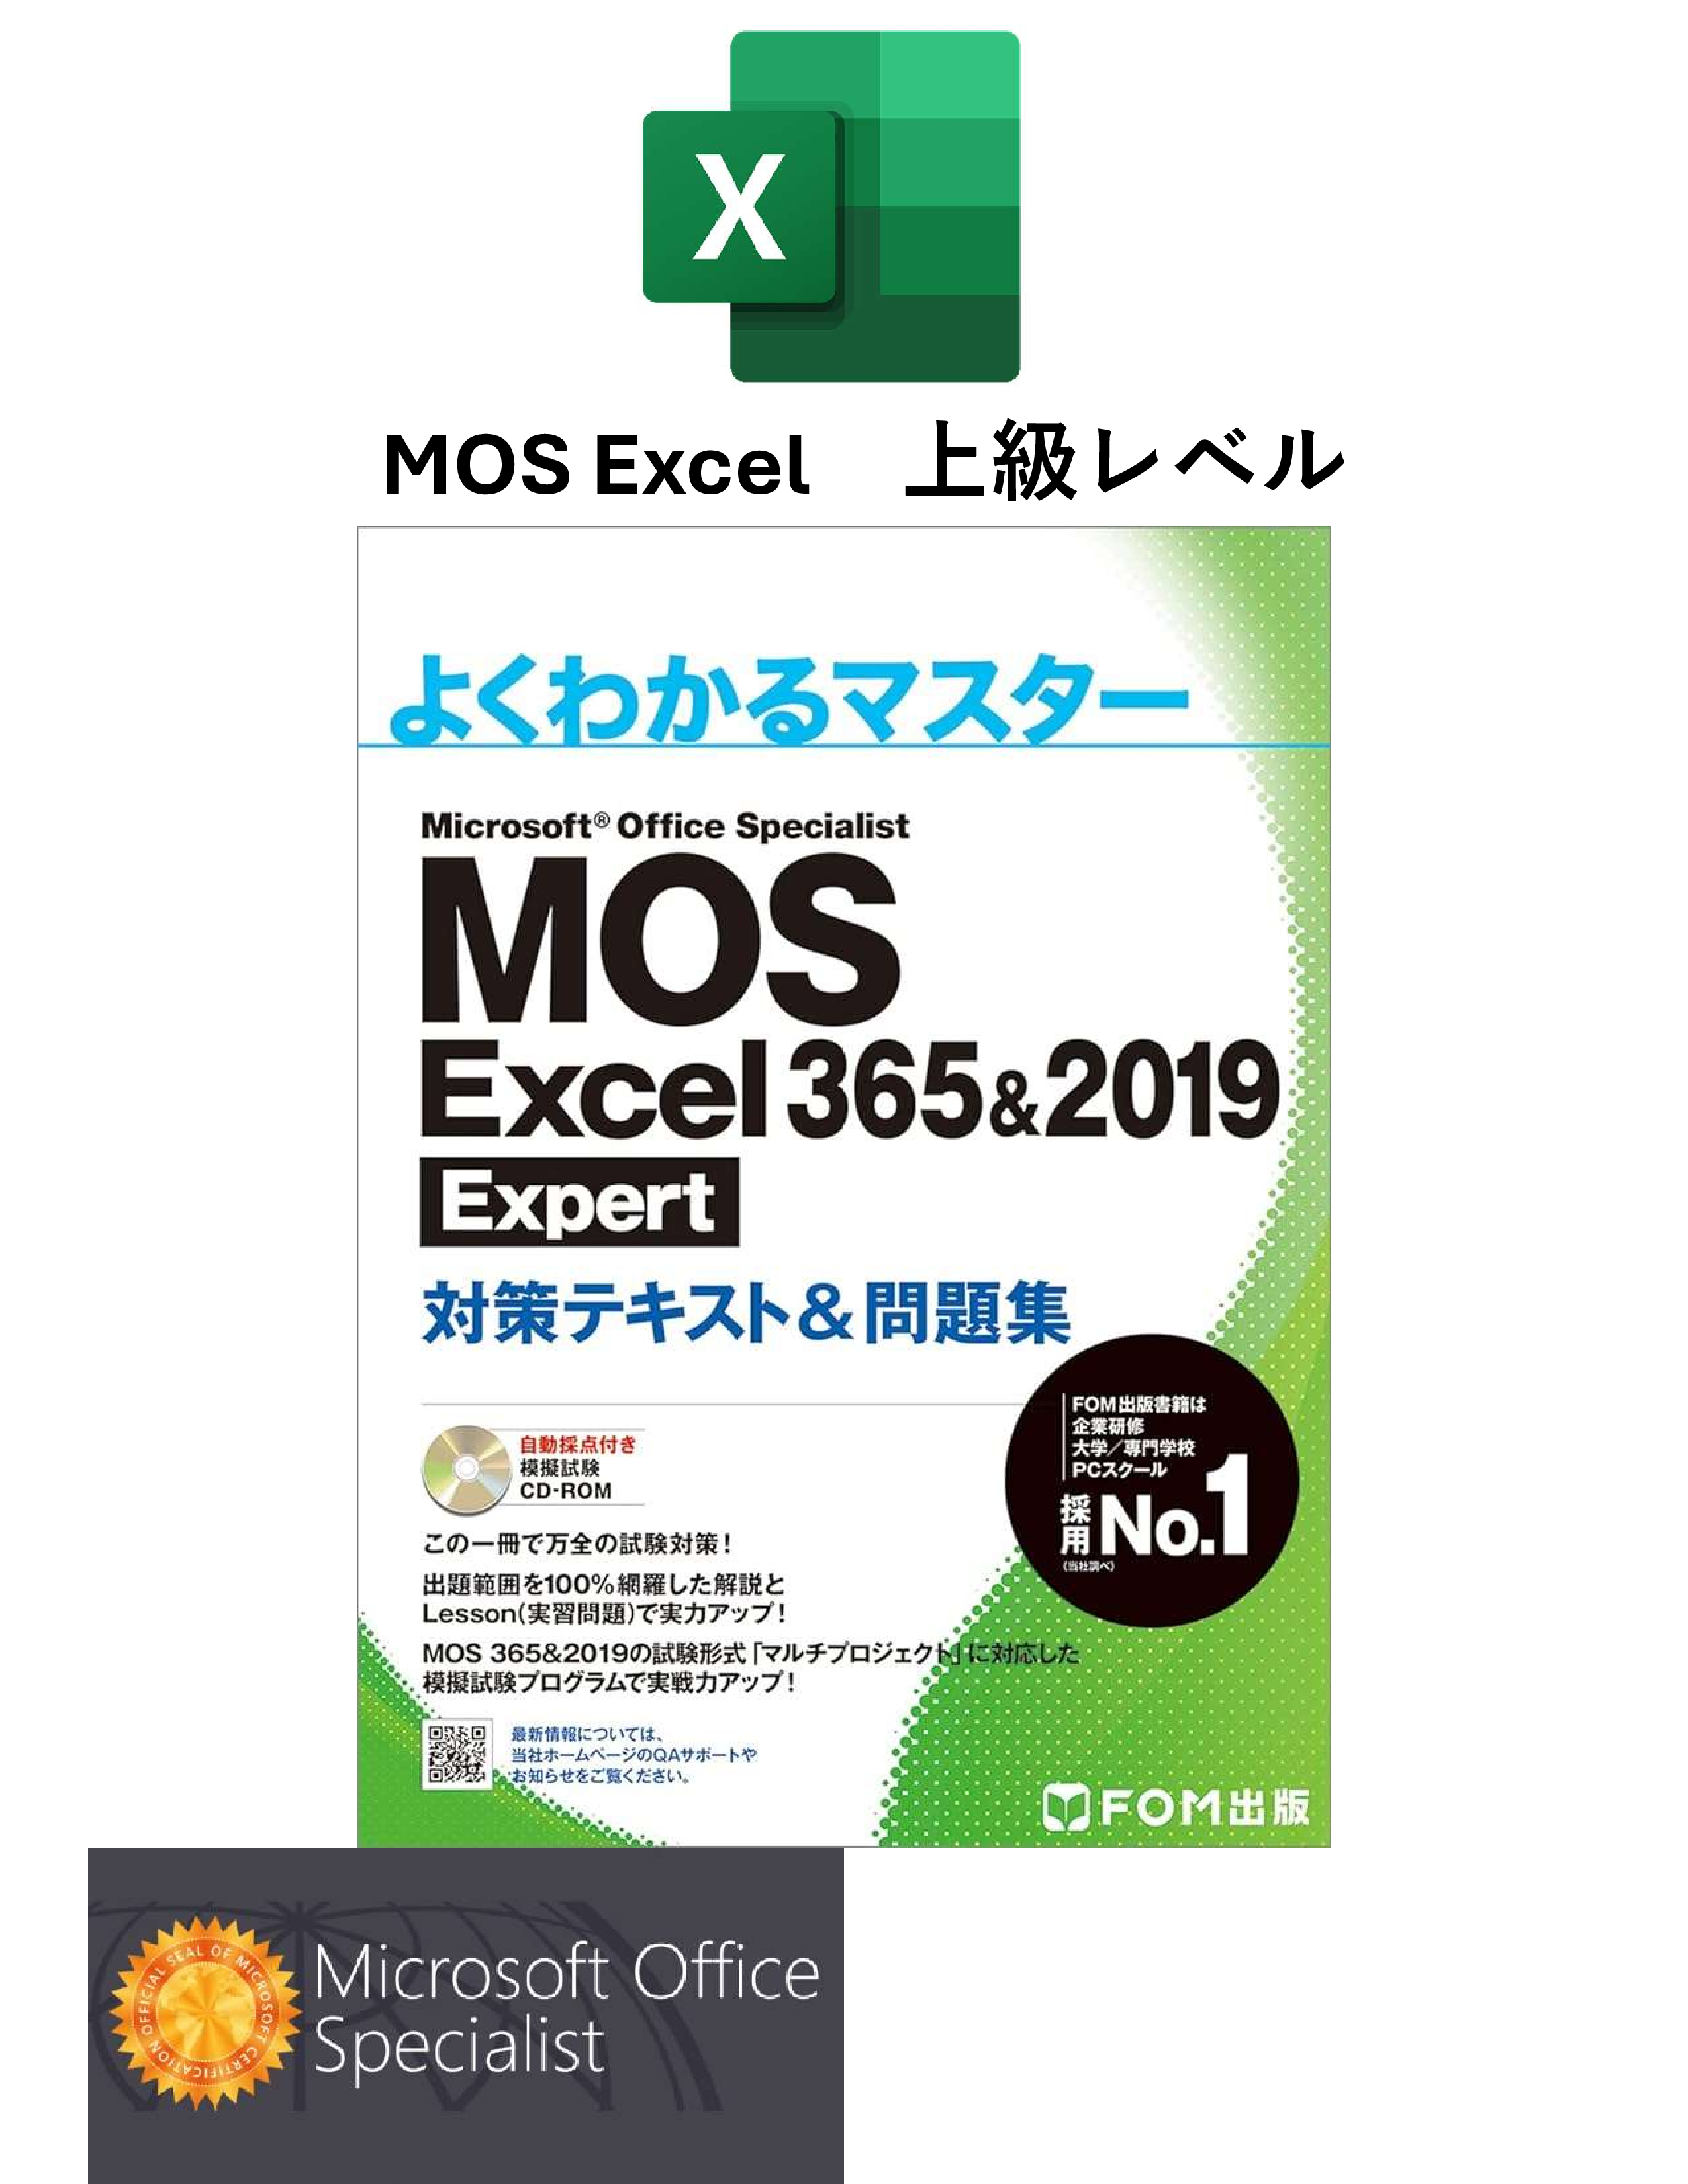 X
MOS Excel　上級レベル
よくわかるマスター
Microsoft® Office Specialist
MOS
Excel 365&2019
Expert
対策テキスト&問題集
自動採点付き
模擬試験
CD-ROM
FOM出版書籍は
企業研修
大学/専門学校
PCスクール
採用 No.1
(当社調べ)
この一冊で万全の試験対策!
出題範囲を100%網羅した解説と
Lesson(実習問題)で実力アップ!
MOS 365&2019の試験形式「マルチプロジェクト」に対応した
模擬試験プログラムで実戦力アップ!
最新情報については、
当社ホームページのQAサポートや
お知らせをご覧ください。
FOM出版
OFFICIAL SEAL OF MICROSOFT CERTIFICATION
Microsoft Office
Specialist